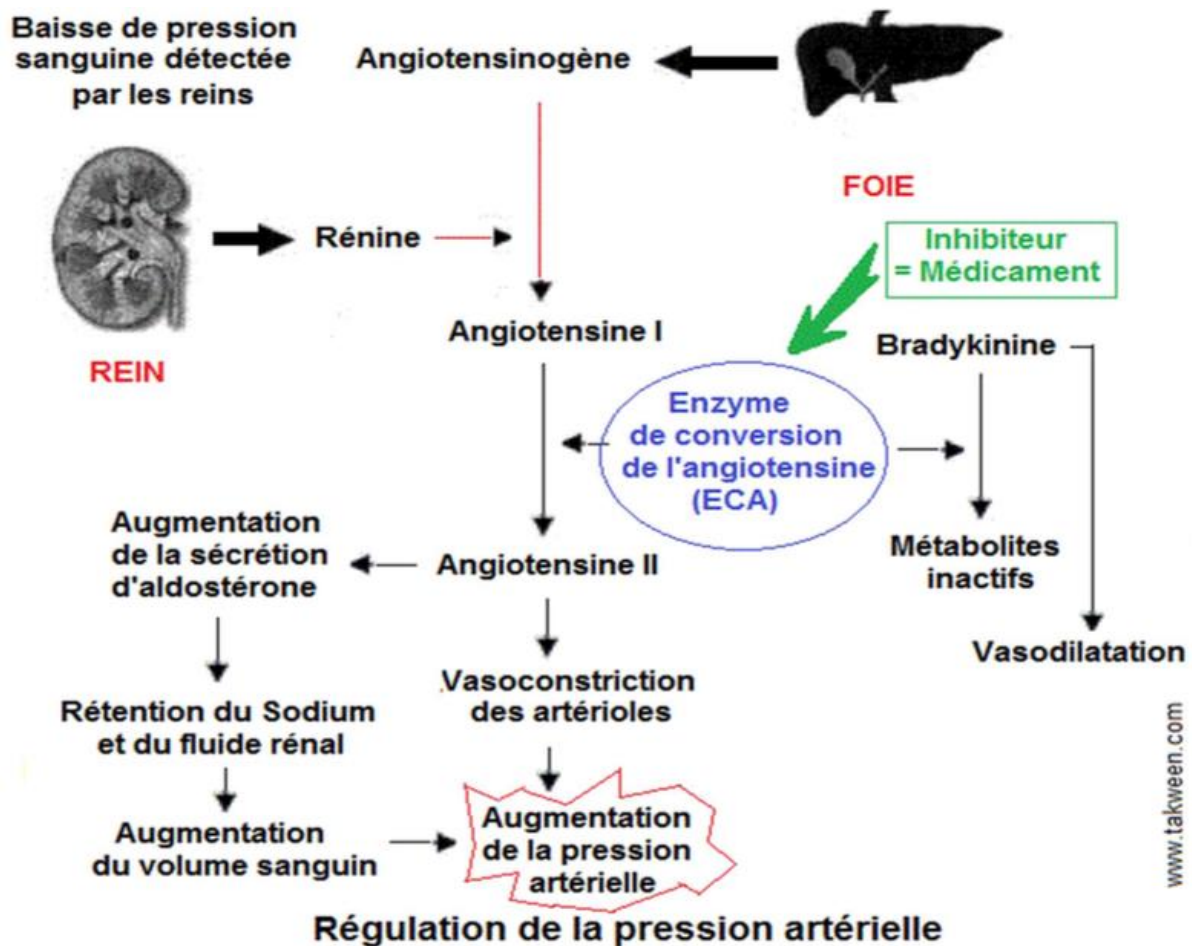 Baisse de pression
sanguine détectée
par les reins
Angiotensinogène
FOIE
REIN
Rénine
Inhibiteur
= Médicament
Angiotensine I
Bradykinine
Enzyme
de conversion
de l'angiotensine
(ECA)
Augmentation
de la sécrétion
d'aldostérone
Angiotensine II
Métabolites
inactifs
Vasodilatation
Rétention du Sodium
et du fluide rénal
Vasoconstriction
des artérioles
Augmentation
du volume sanguin
Augmentation
de la pression
artérielle
Régulation de la pression artérielle
www.takween.com